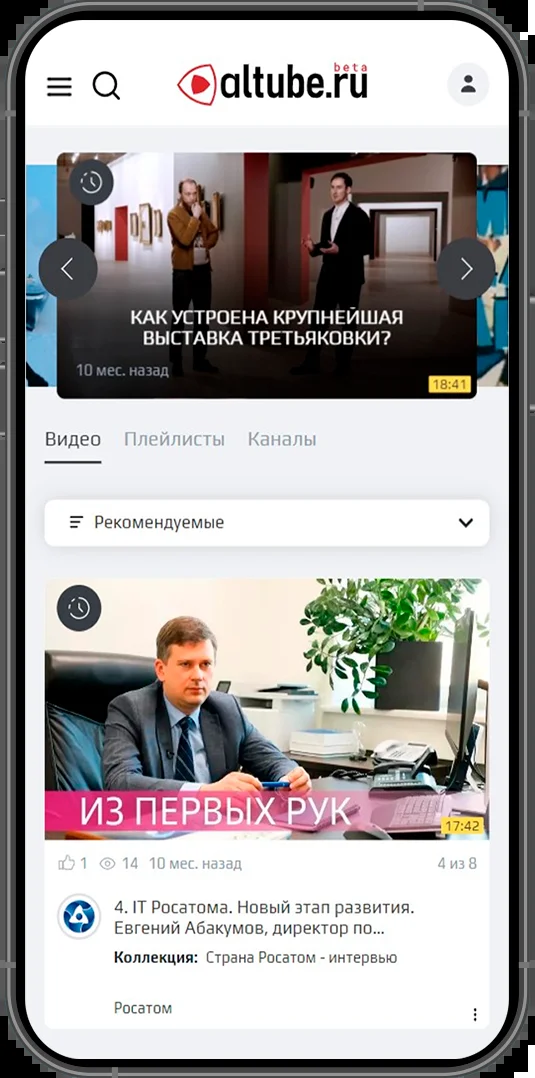 beta
altube.ru
КАК УСТРОЕНА КРУПНЕЙШАЯ
ВЫСТАВКА ТРЕТЬЯКОВКИ?
10 мес. назад
18:41
Видео Плейлисты Каналы
Рекомендуемые
ИЗ ПЕРВЫХ РУК
17:42
1 14 10 мес. назад 4 из 8
4. IT Росатома. Новый этап развития.
Евгений Абакумов, директор по...
Коллекция: Страна Росатом - интервью
Росатом